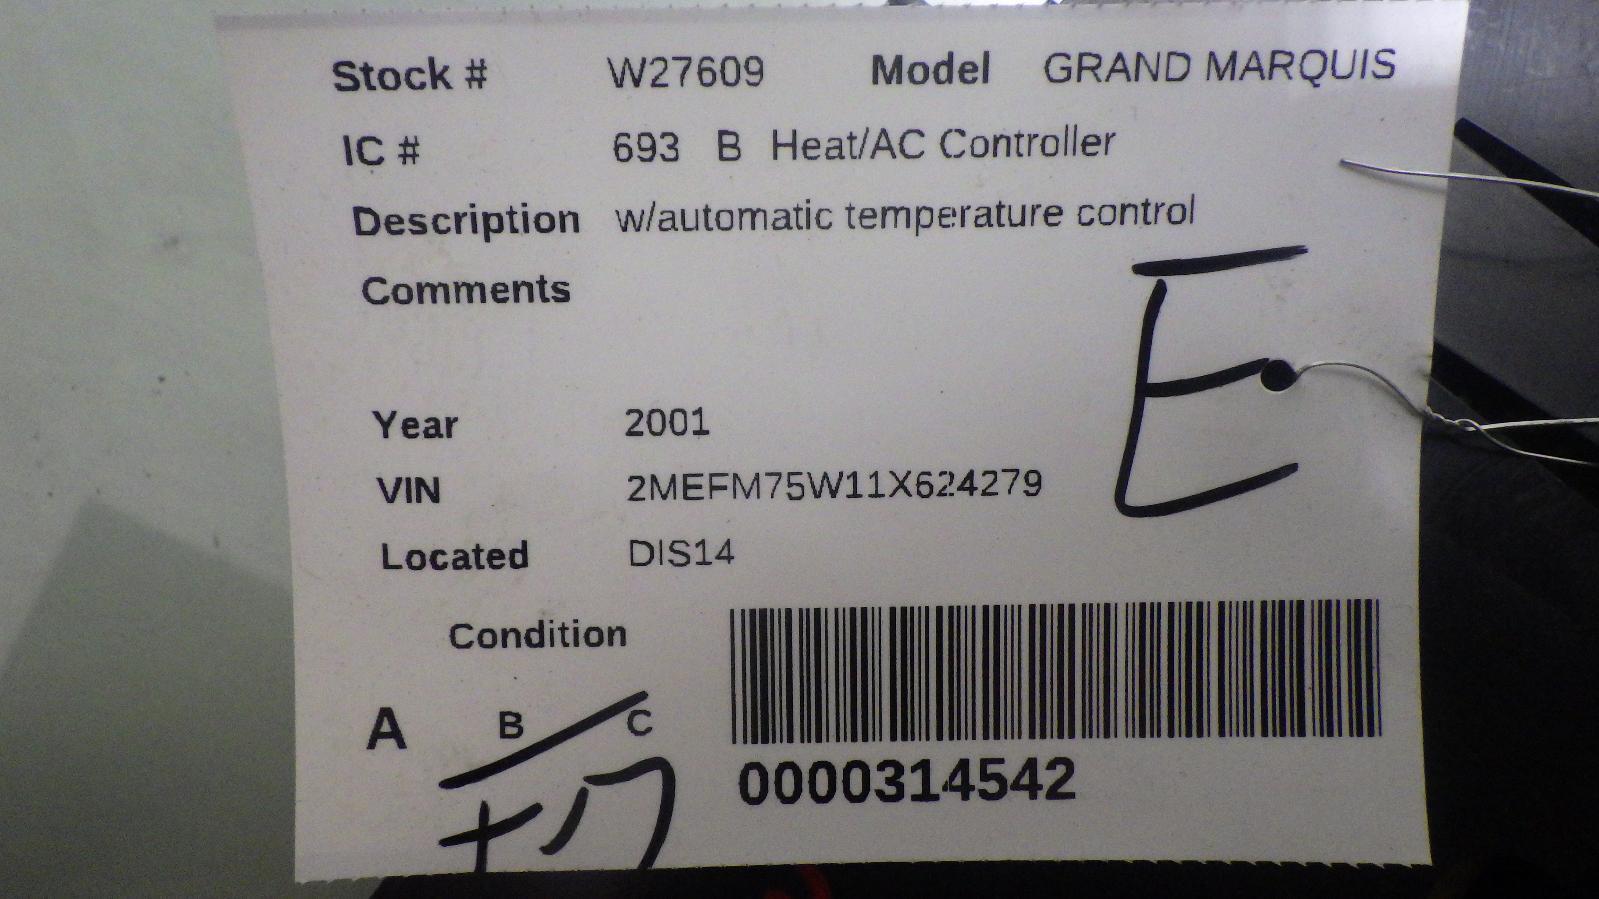 Stock # W27609 Model GRAND MARQUIS
IC # 693 B Heat/AC Controller
Description w/automatic temperature control
Comments
E
Year 2001
VIN 2MEFM75W11X624279
Located DIS14
Condition
A B C
0000314542